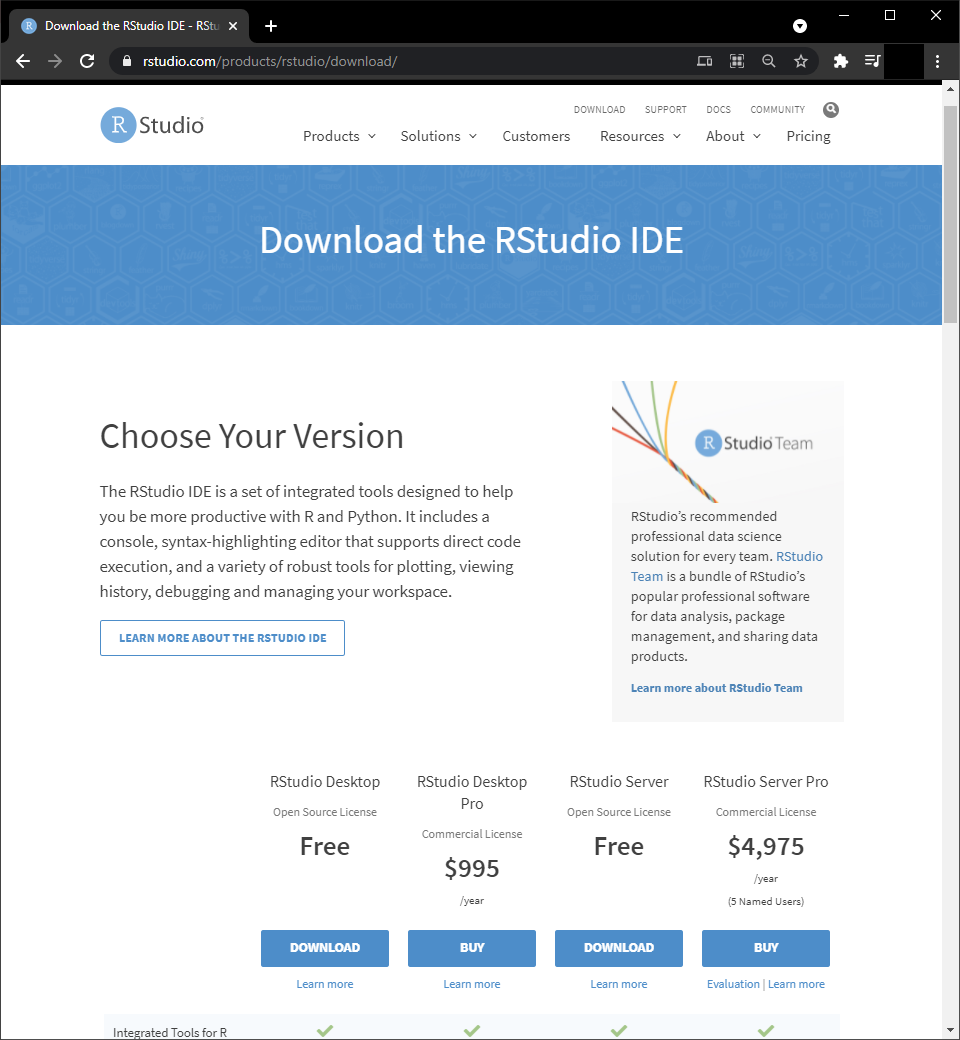 Download the RStudio IDE - RStu
rstudio.com/products/rstudio/download/
DOWNLOAD SUPPORT DOCS COMMUNITY
R Studio
Products Solutions Customers Resources About Pricing
Download the RStudio IDE
Choose Your Version
The RStudio IDE is a set of integrated tools designed to help
you be more productive with R and Python. It includes a
console, syntax-highlighting editor that supports direct code
execution, and a variety of robust tools for plotting, viewing
history, debugging and managing your workspace.
LEARN MORE ABOUT THE RSTUDIO IDE
R Studio Team
RStudio’s recommended
professional data science
solution for every team. RStudio
Team is a bundle of RStudio’s
popular professional software
for data analysis, package
management, and sharing data
products.
Learn more about RStudio Team
RStudio Desktop
Open Source License
Free
DOWNLOAD
Learn more
RStudio Desktop
Pro
Commercial License
$995
/year
BUY
Learn more
RStudio Server
Open Source License
Free
DOWNLOAD
Learn more
RStudio Server Pro
Commercial License
$4,975
/year
(5 Named Users)
BUY
Evaluation | Learn more
Integrated Tools for R